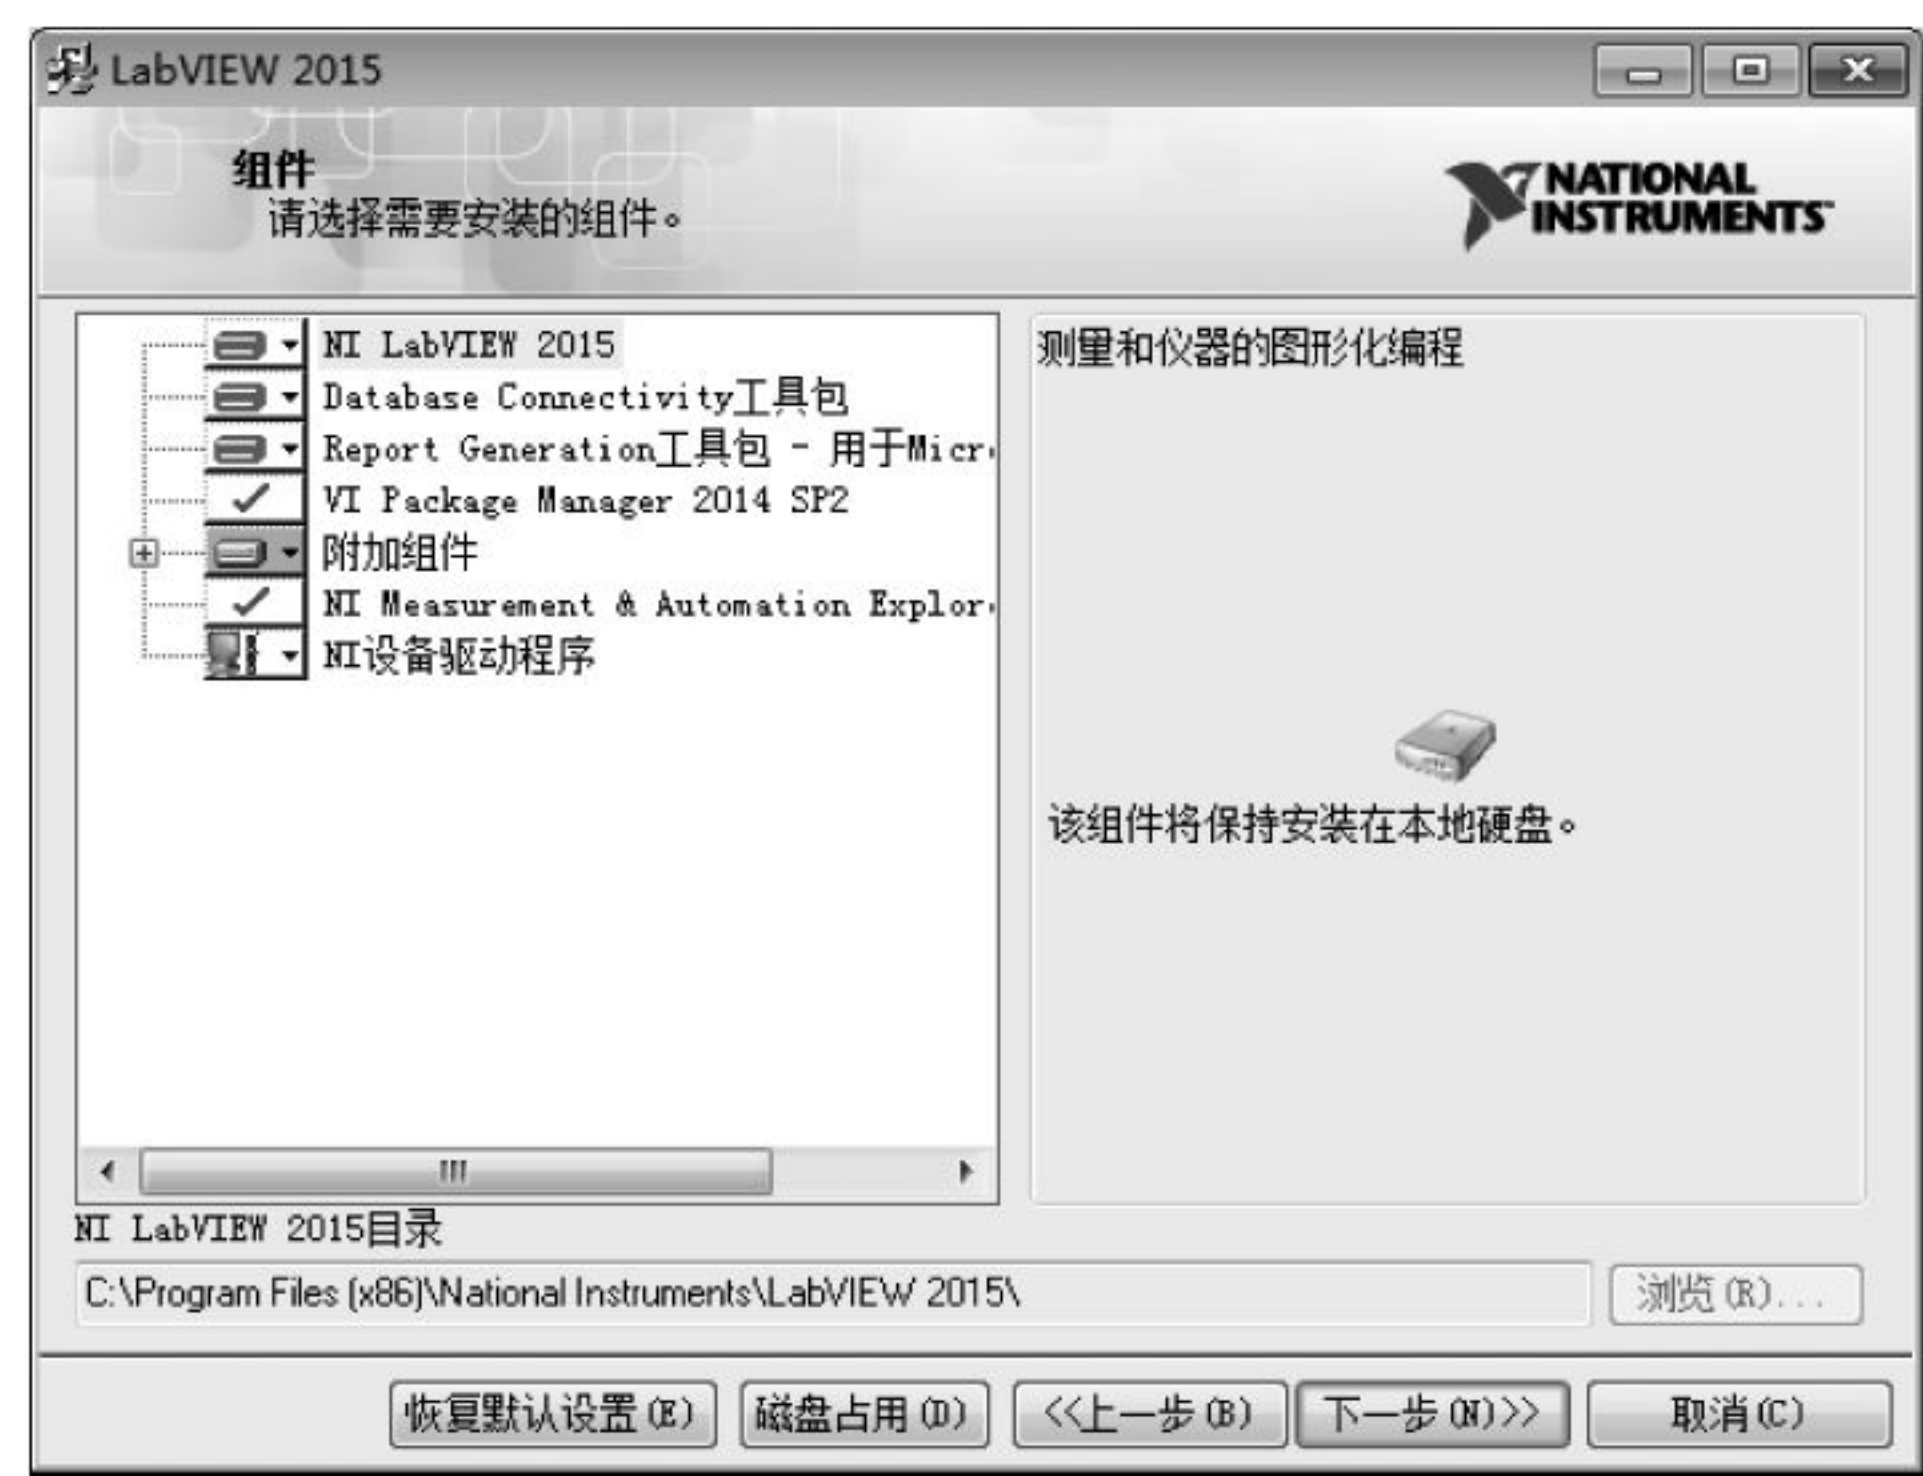 LabVIEW 2015
组件
请选择需要安装的组件。
NATIONAL
INSTRUMENTS
NI LabVIEW 2015
Database Connectivity工具包
Report Generation工具包 - 用于Micr
VI Package Manager 2014 SP2
附加组件
NI Measurement & Automation Explor
NI设备驱动程序
测量和仪器的图形化编程
该组件将保持安装在本地硬盘。
NI LabVIEW 2015目录
C:\Program Files (x86)\National Instruments\LabVIEW 2015\
浏览(R)...
恢复默认设置(E)
磁盘占用(D)
<<上一步(B)
下一步(N)>>
取消(C)